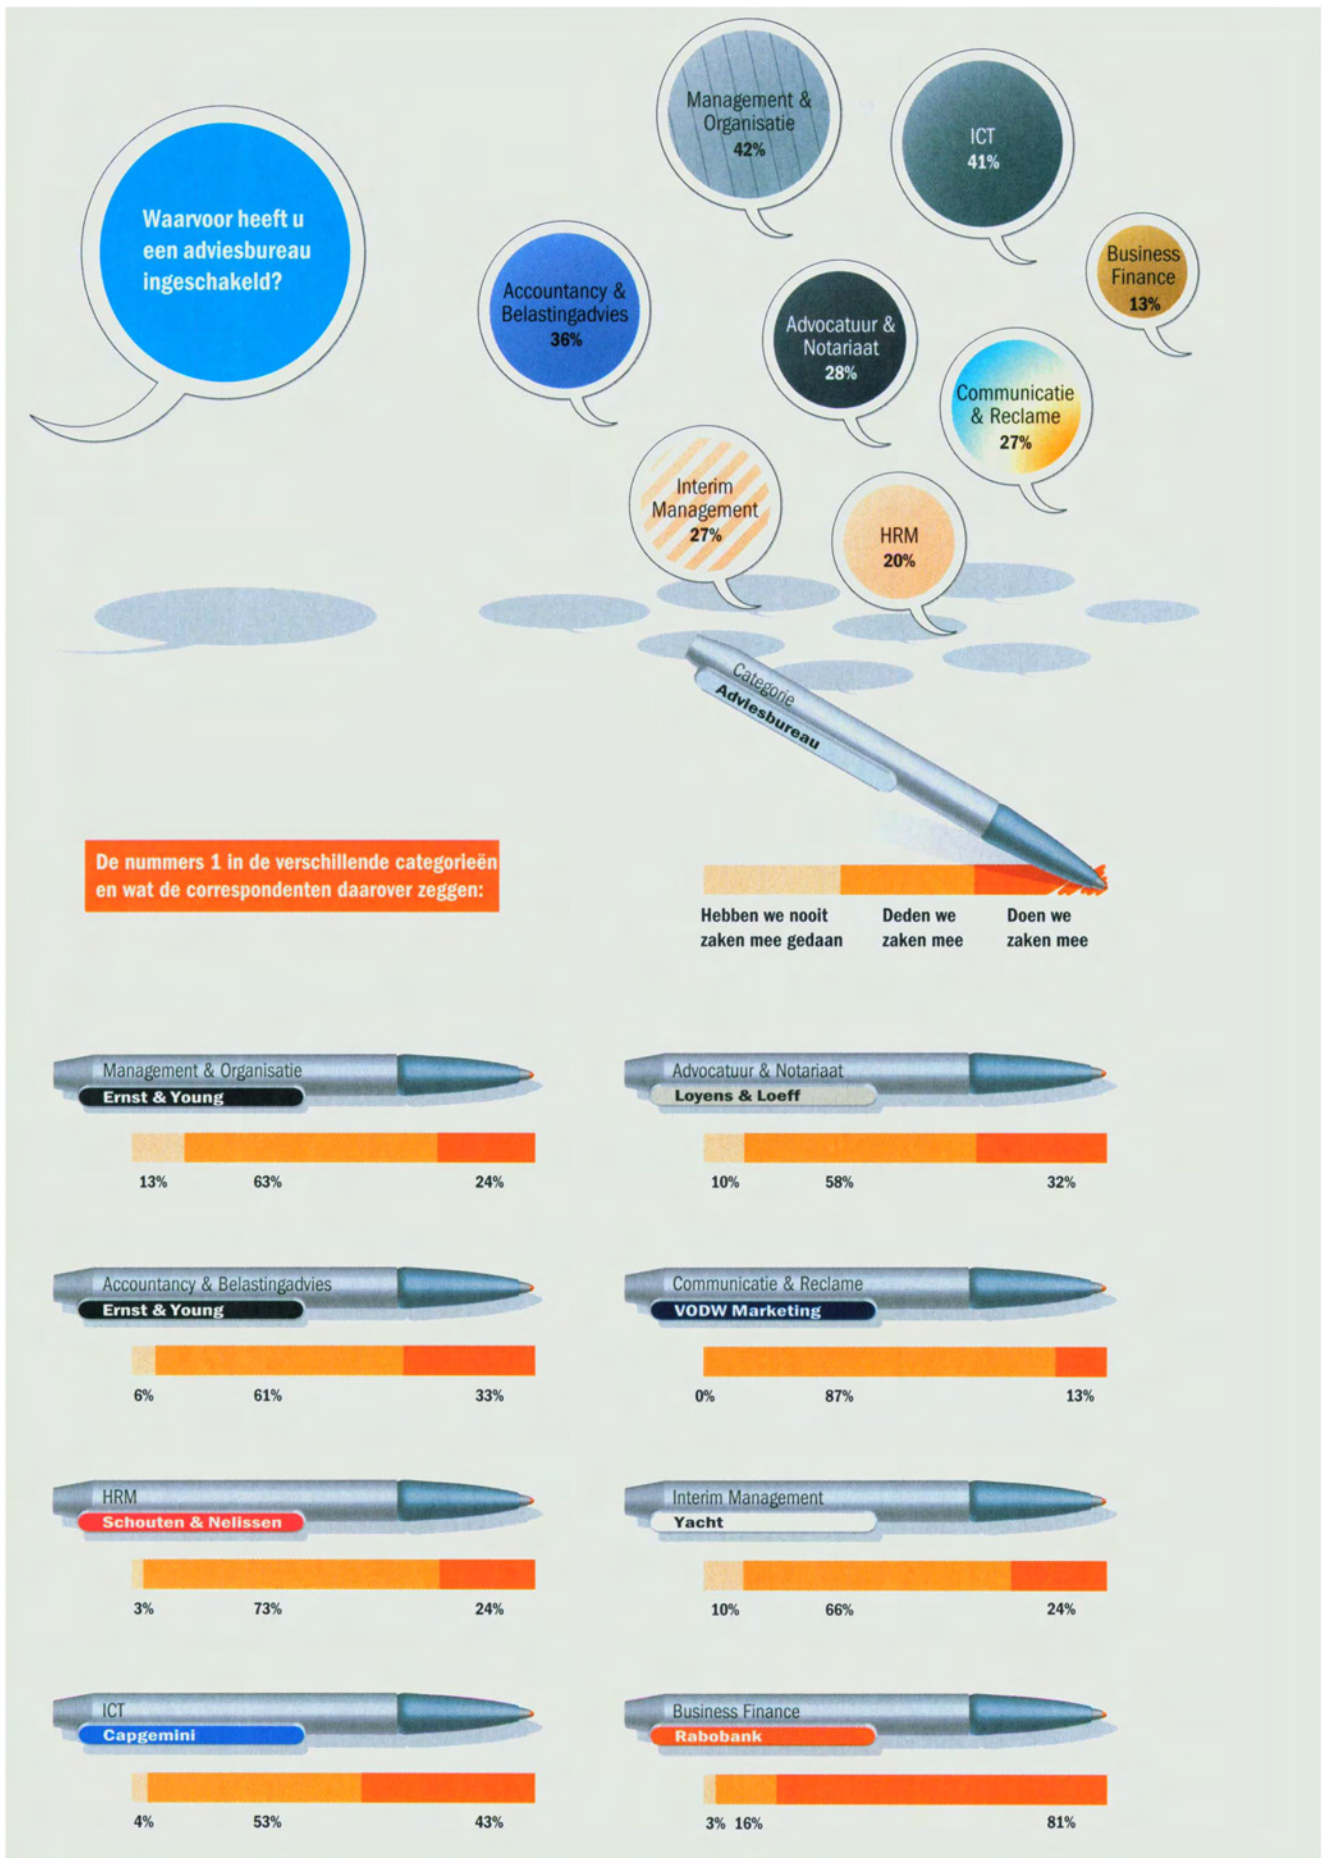 Waarvoor heeft u
een adviesbureau
ingeschakeld?
Management &
Organisatie
42%
ICT
41%
Business
Finance
13%
Accountancy &
Belastingadvies
36%
Advocatuur &
Notariaat
28%
Communicatie
& Reclame
27%
Interim
Management
27%
HRM
20%
Categorie
Adviesbureau
De nummers 1 in de verschillende categorieën
en wat de correspondenten daarover zeggen:
Hebben we nooit
zaken mee gedaan
Deden we
zaken mee
Doen we
zaken mee
Management & Organisatie
Ernst & Young
13% 63% 24%
Advocatuur & Notariaat
Loyens & Loeff
10% 58% 32%
Accountancy & Belastingadvies
Ernst & Young
6% 61% 33%
Communicatie & Reclame
VODW Marketing
0% 87% 13%
HRM
Schouten & Nelissen
3% 73% 24%
Interim Management
Yacht
10% 66% 24%
ICT
Capgemini
4% 53% 43%
Business Finance
Rabobank
3% 16% 81%